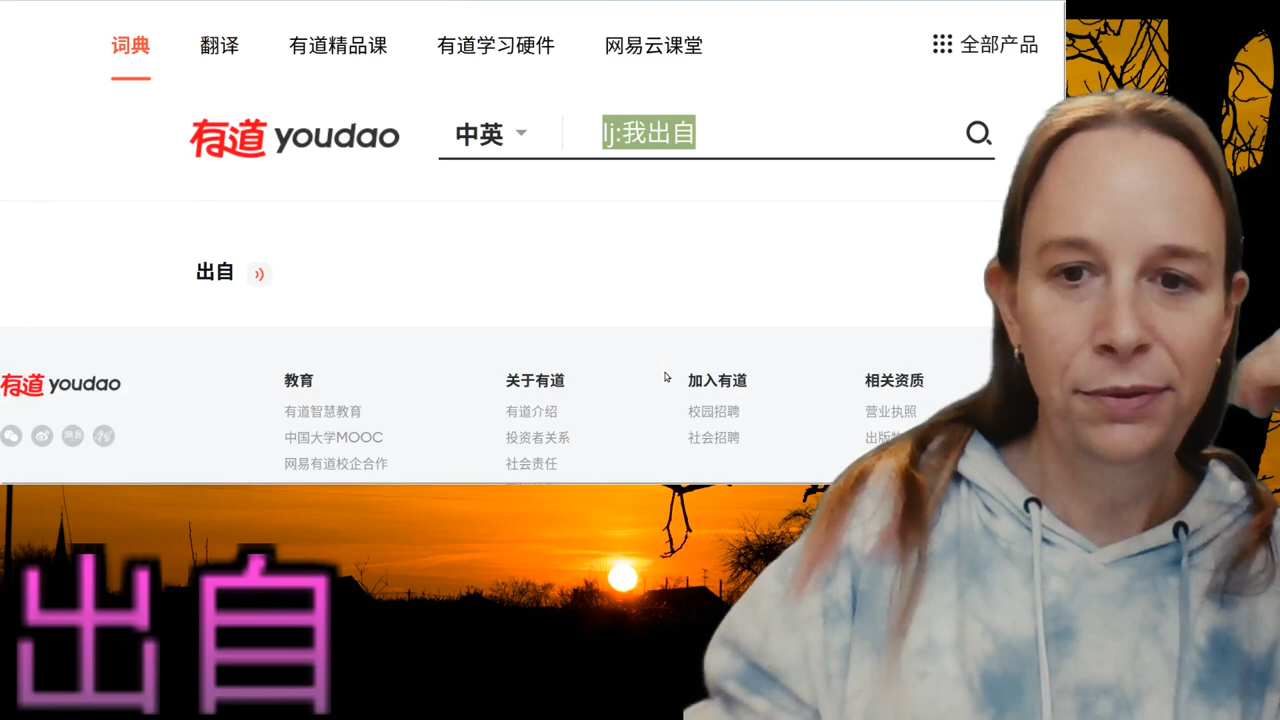 词典 翻译 有道精品课 有道学习硬件 网易云课堂 全部产品
有道 youdao 中英 lj:我出自
出自
有道 youdao
教育 关于有道 加入有道 相关资质
有道智慧教育 有道介绍 校园招聘 营业执照
中国大学MOOC 投资者关系 社会招聘 出版
网易有道校企合作 社会责任
出自